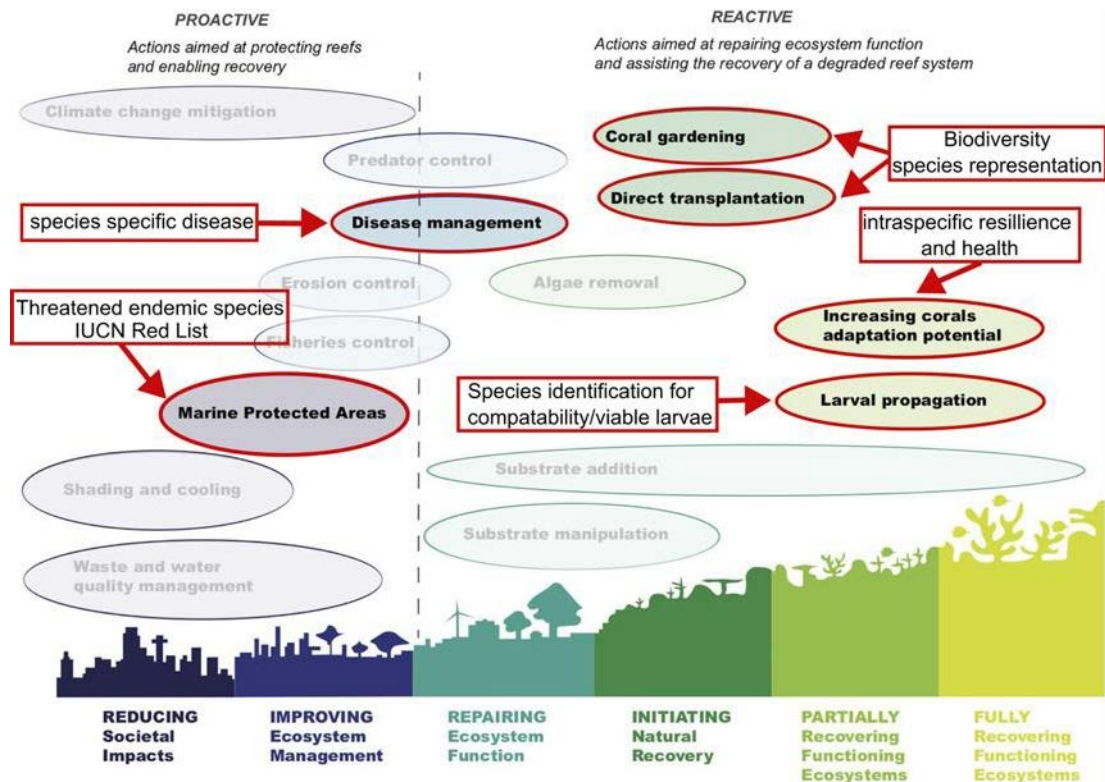 PROACTIVE
Actions aimed at protecting reefs
and enabling recovery
REACTIVE
Actions aimed at repairing ecosystem function
and assisting the recovery of a degraded reef system
Climate change mitigation
Predator control
Coral gardening
Biodiversity
species representation
Direct transplantation
species specific disease
Disease management
intraspecific resillience
and health
Erosion control
Algae removal
Threatened endemic species
IUCN Red List
Fisheries control
Increasing corals
adaptation potential
Species identification for
compatability/viable larvae
Larval propagation
Marine Protected Areas
Shading and cooling
Substrate addition
Substrate manipulation
Waste and water
quality management
REDUCING
Societal
Impacts
IMPROVING
Ecosystem
Management
REPAIRING
Ecosystem
Function
INITIATING
Natural
Recovery
PARTIALLY
Recovering
Functioning
Ecosystems
FULLY
Recovering
Functioning
Ecosystems